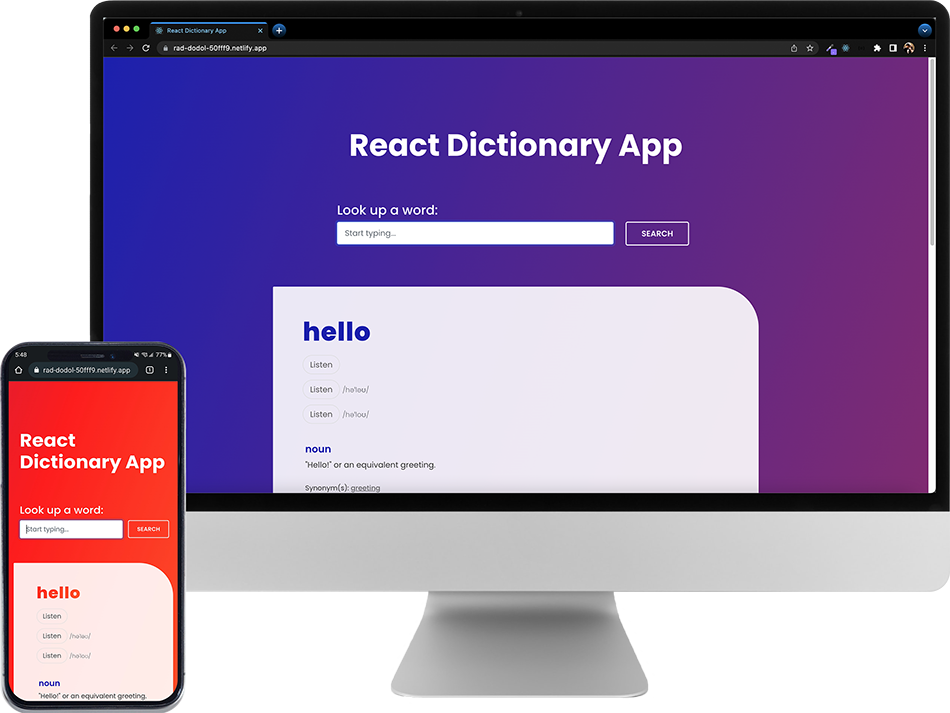 React Dictionary App
rad-dodol-50fff9.netlify.app
React Dictionary App
Look up a word:
Start typing...
SEARCH
hello
Listen
Listen /həˈləʊ/
Listen /həˈloʊ/
noun
"Hello!" or an equivalent greeting.
Synonym(s): greeting
5:48 77%
rad-dodol-50fff9.netlify.app
React
Dictionary App
Look up a word:
Start typing...
SEARCH
hello
Listen
Listen /həˈləʊ/
Listen /həˈloʊ/
noun
"Hello!" or an equivalent greeting.